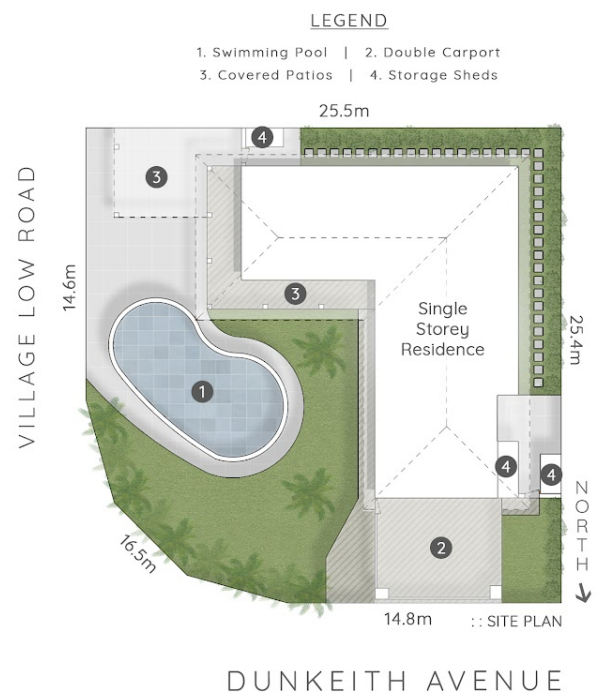 LEGEND
1. Swimming Pool | 2. Double Carport
3. Covered Patios | 4. Storage Sheds
25.5m
4
3
VILLAGE LOW ROAD
14.6m
3
Single
Storey
Residence
25.4m
1
4
4
NORTH
2
16.5m
14.8m
:: SITE PLAN
DUNKEITH AVENUE